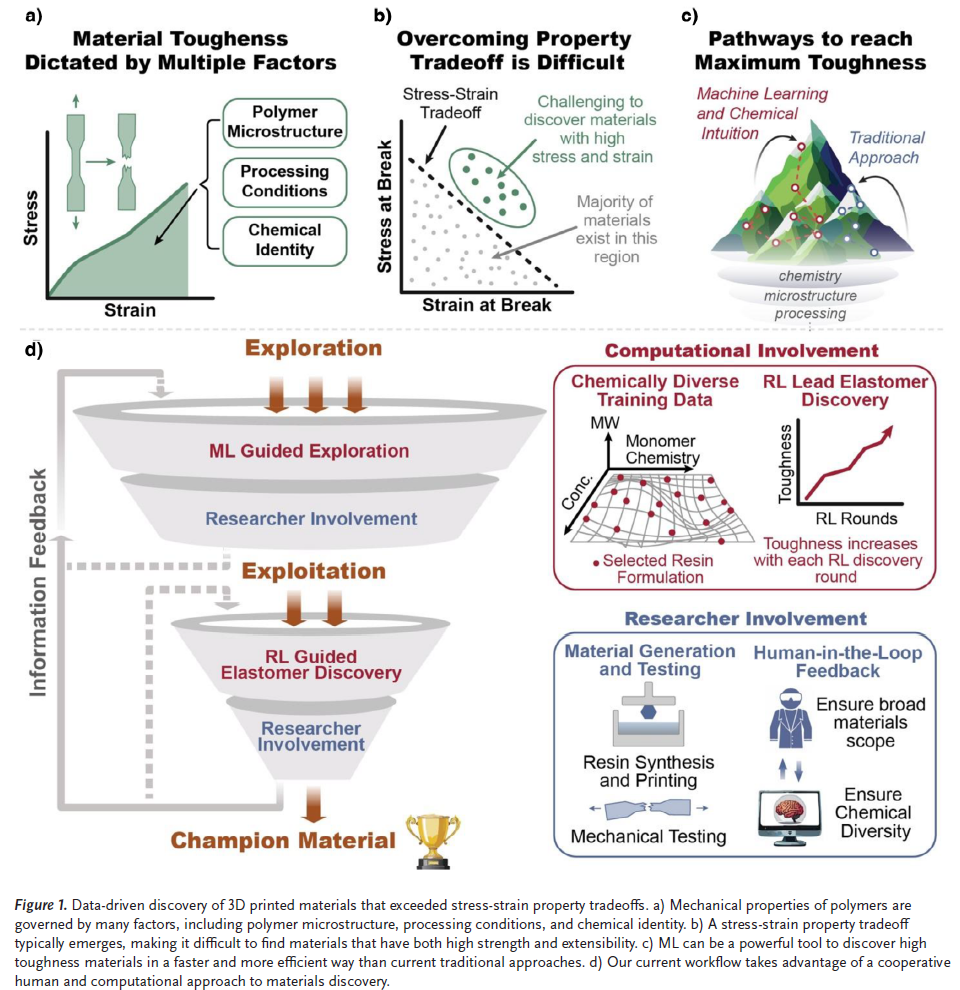 a)
Material Toughenss
Dictated by Multiple Factors
Stress
Strain
Polymer
Microstructure
Processing
Conditions
Chemical
Identity
b)
Overcoming Property
Tradeoff is Difficult
Stress-Strain
Tradeoff
Challenging to
discover materials
with high
stress and strain
Majority of
materials
exist in this
region
Stress at Break
Strain at Break
c)
Pathways to reach
Maximum Toughness
Machine Learning
and Chemical
Intuition
Traditional
Approach
chemistry
microstructure
processing
d)
Exploration
ML Guided Exploration
Researcher Involvement
Information Feedback
Exploitation
RL Guided
Elastomer Discovery
Researcher
Involvement
Champion Material
Computational Involvement
Chemically Diverse
Training Data
MW
Monomer
Chemistry
Conc.
Selected Resin
Formulation
RL Lead Elastomer
Discovery
Toughness
RL Rounds
Toughness increases
with each RL discovery
round
Researcher Involvement
Material Generation
and Testing
Resin Synthesis
and Printing
Mechanical Testing
Human-in-the-Loop
Feedback
Ensure broad
materials
scope
Ensure
Chemical
Diversity
Figure 1. Data-driven discovery of 3D printed materials that exceeded stress-strain property tradeoffs. a) Mechanical properties of polymers are
governed by many factors, including polymer microstructure, processing conditions, and chemical identity. b) A stress-strain property tradeoff
typically emerges, making it difficult to find materials that have both high strength and extensibility. c) ML can be a powerful tool to discover high
toughness materials in a faster and more efficient way than current traditional approaches. d) Our current workflow takes advantage of a cooperative
human and computational approach to materials discovery.